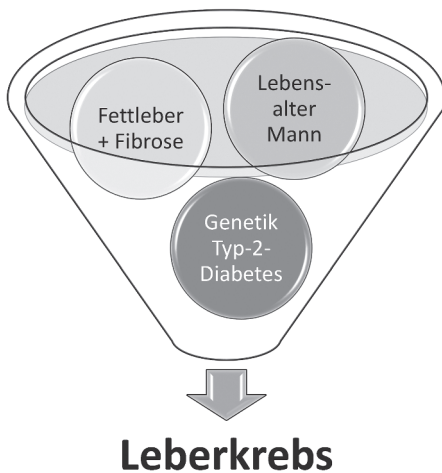 Fettleber
+ Fibrose
Lebens-
alter
Mann
Genetik
Typ-2-
Diabetes
Leberkrebs